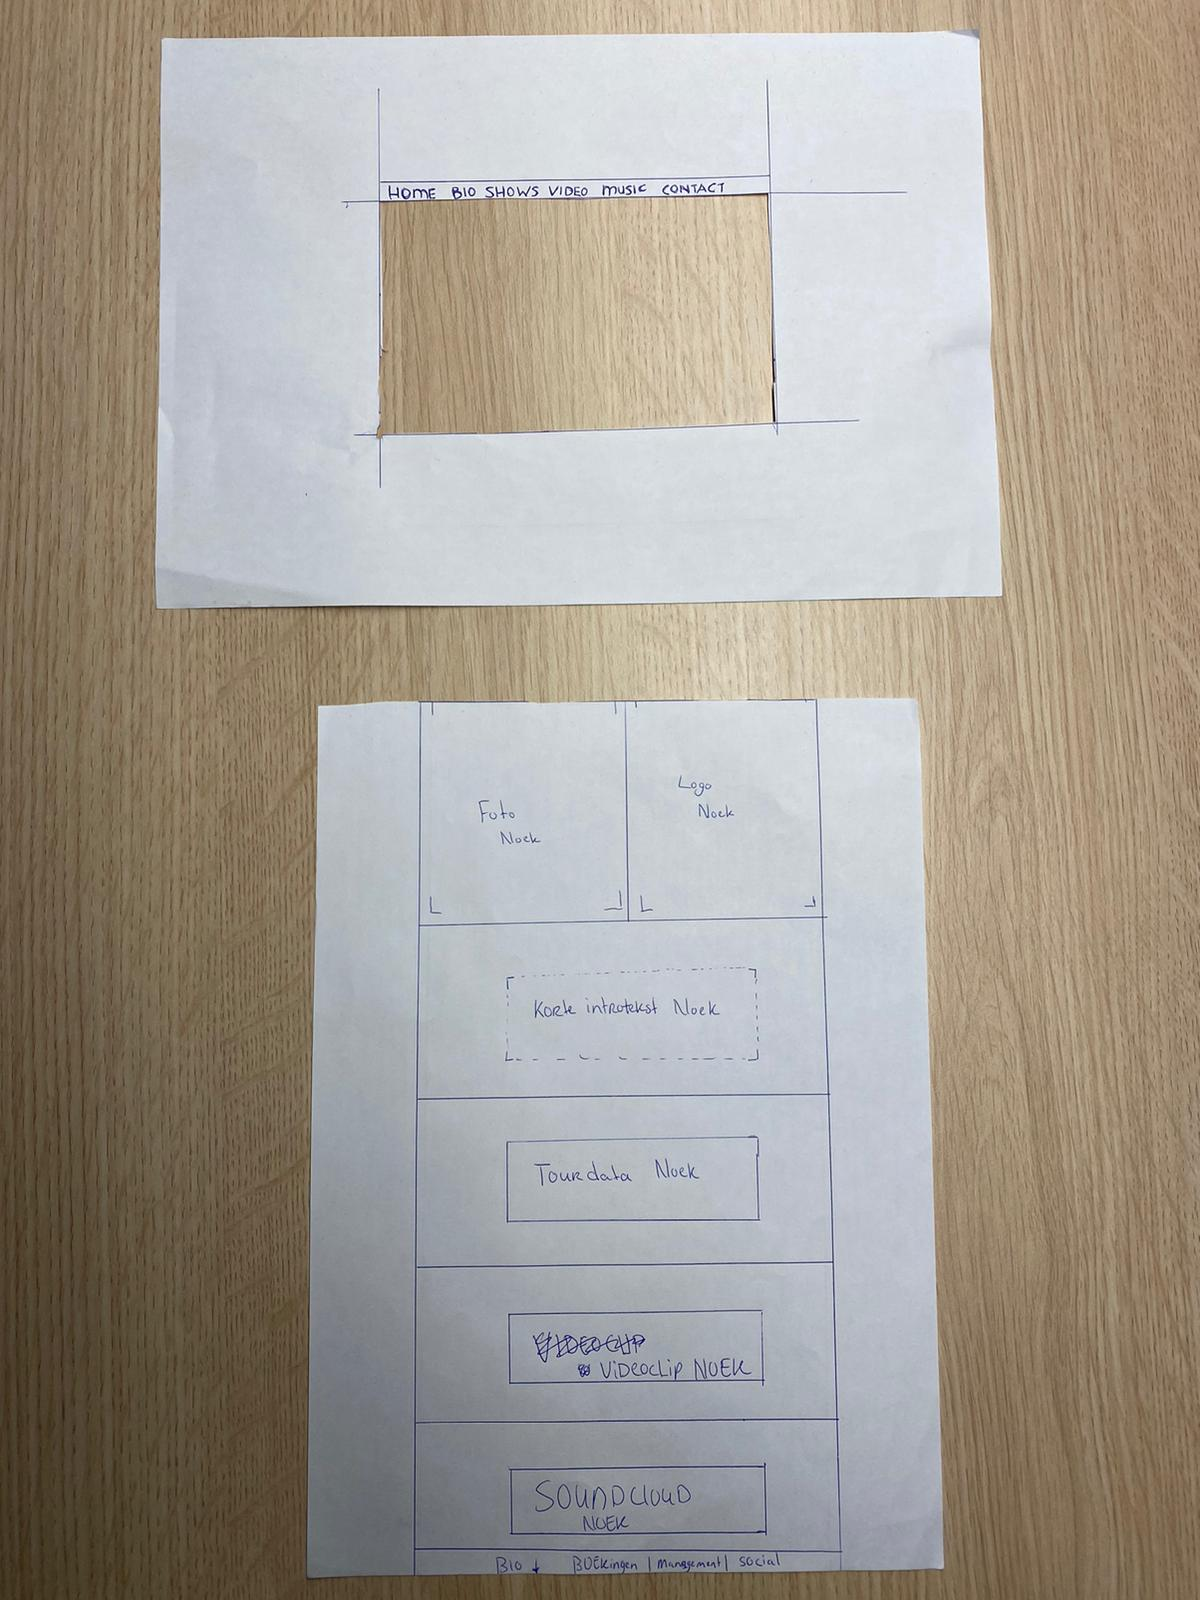 HOME BIO SHOWS VIDEO MUSIC CONTACT
Foto
Noek
Logo
Noek
Korte introtekst Noek
Tourdata Noek
VIDEOCLIP
VIDEOCLIP NOEK
SOUNDCLOUD
NOEK
BIO ↓ BOEKingen | Management | social